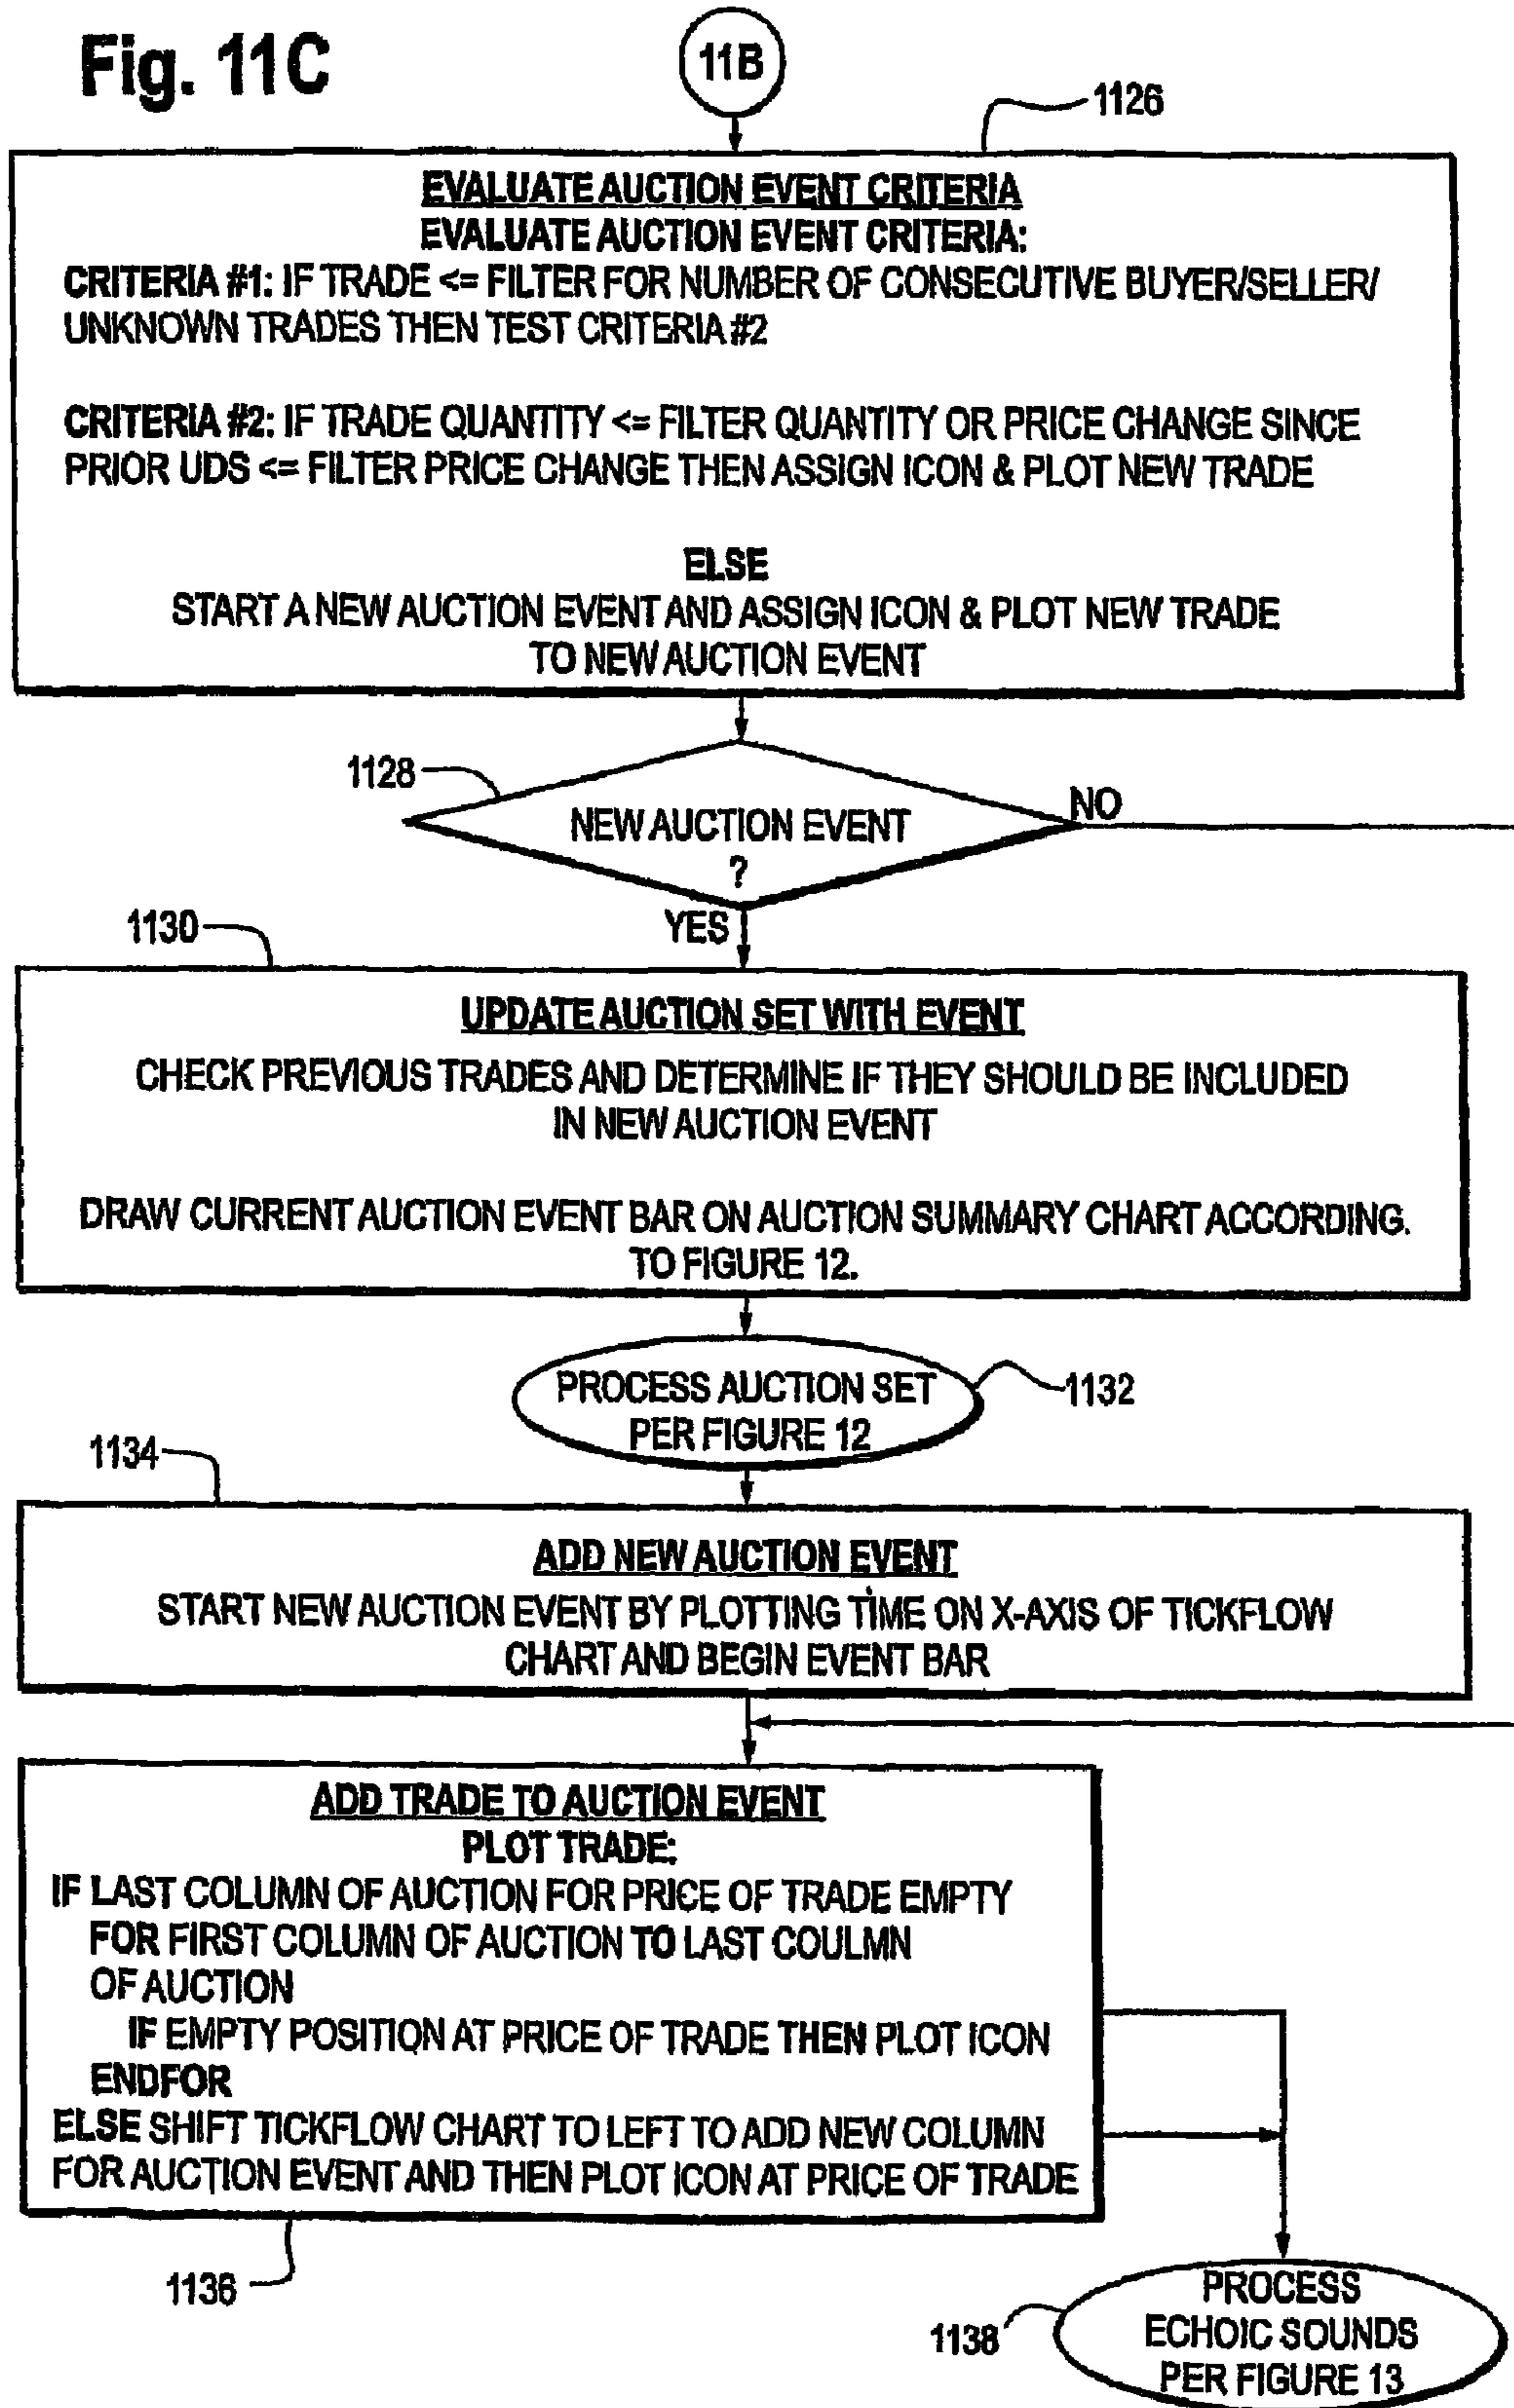 Fig. 11C
11B
1126
EVALUATE AUCTION EVENT CRITERIA
EVALUATE AUCTION EVENT CRITERIA:
CRITERIA #1: IF TRADE <= FILTER FOR NUMBER OF CONSECUTIVE BUYER/SELLER/
UNKNOWN TRADES THEN TEST CRITERIA #2
CRITERIA #2: IF TRADE QUANTITY <= FILTER QUANTITY OR PRICE CHANGE SINCE
PRIOR UDS <= FILTER PRICE CHANGE THEN ASSIGN ICON & PLOT NEW TRADE
ELSE
START A NEW AUCTION EVENT AND ASSIGN ICON & PLOT NEW TRADE
TO NEW AUCTION EVENT
1128
NEW AUCTION EVENT
?
NO
YES
1130
UPDATE AUCTION SET WITH EVENT
CHECK PREVIOUS TRADES AND DETERMINE IF THEY SHOULD BE INCLUDED
IN NEW AUCTION EVENT
DRAW CURRENT AUCTION EVENT BAR ON AUCTION SUMMARY CHART ACCORDING.
TO FIGURE 12.
PROCESS AUCTION SET
PER FIGURE 12
1132
1134
ADD NEW AUCTION EVENT
START NEW AUCTION EVENT BY PLOTTING TIME ON X-AXIS OF TICKFLOW
CHART AND BEGIN EVENT BAR
ADD TRADE TO AUCTION EVENT
PLOT TRADE:
IF LAST COLUMN OF AUCTION FOR PRICE OF TRADE EMPTY
FOR FIRST COLUMN OF AUCTION TO LAST COULMN
OF AUCTION
IF EMPTY POSITION AT PRICE OF TRADE THEN PLOT ICON
ENDFOR
ELSE SHIFT TICKFLOW CHART TO LEFT TO ADD NEW COLUMN
FOR AUCTION EVENT AND THEN PLOT ICON AT PRICE OF TRADE
1136
1138
PROCESS
ECHOIC SOUNDS
PER FIGURE 13